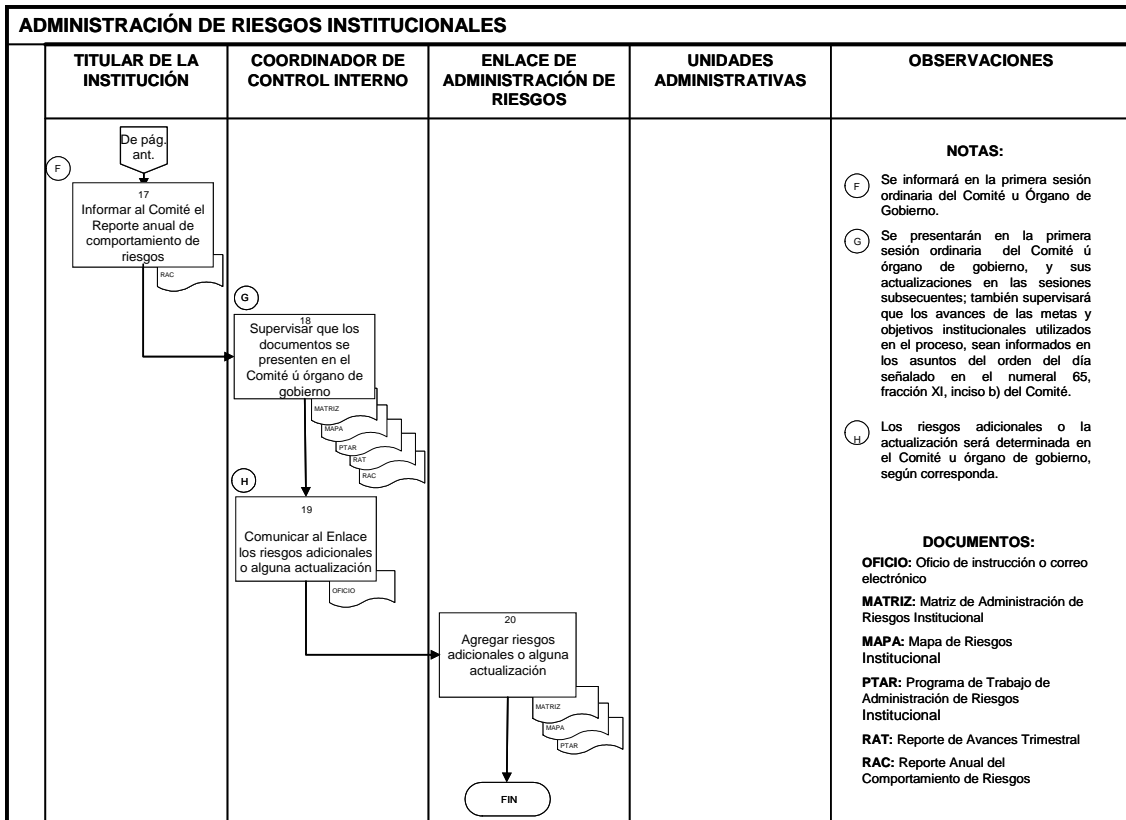 ADMINISTRACIÓN DE RIESGOS INSTITUCIONALES
TITULAR DE LA
INSTITUCIÓN
COORDINADOR DE
CONTROL INTERNO
ENLACE DE
ADMINISTRACIÓN DE
RIESGOS
UNIDADES
ADMINISTRATIVAS
OBSERVACIONES
De pág.
ant.
F
17
Informar al Comité el
Reporte anual de
comportamiento de
riesgos
RAC
G
18
Supervisar que los
documentos se
presenten en el
Comité ú órgano de
gobierno
MATRIZ
MAPA
PTAR
RAT
RAC
H
19
Comunicar al Enlace
los riesgos adicionales
o alguna actualización
OFICIO
20
Agregar riesgos
adicionales o alguna
actualización
MATRIZ
MAPA
PTAR
FIN
NOTAS:
F
Se informará en la primera sesión
ordinaria del Comité u Órgano de
Gobierno.
G
Se presentarán en la primera
sesión ordinaria del Comité ú
órgano de gobierno, y sus
actualizaciones en las sesiones
subsecuentes; también supervisará
que los avances de las metas y
objetivos institucionales utilizados
en el proceso, sean informados en
los asuntos del orden del día
señalado en el numeral 65,
fracción XI, inciso b) del Comité.
H
Los riesgos adicionales o la
actualización será determinada en
el Comité u órgano de gobierno,
según corresponda.
DOCUMENTOS:
OFICIO: Oficio de instrucción o correo
electrónico
MATRIZ: Matriz de Administración de
Riesgos Institucional
MAPA: Mapa de Riesgos
Institucional
PTAR: Programa de Trabajo de
Administración de Riesgos
Institucional
RAT: Reporte de Avances Trimestral
RAC: Reporte Anual del
Comportamiento de Riesgos